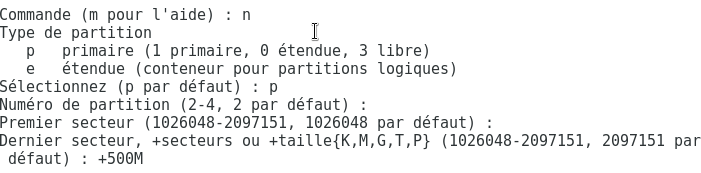 Commande (m pour l'aide) : n
Type de partition
   p   primaire (1 primaire, 0 étendue, 3 libre)
   e   étendue (conteneur pour partitions logiques)
Sélectionnez (p par défaut) : p
Numéro de partition (2-4, 2 par défaut) :
Premier secteur (1026048-2097151, 1026048 par défaut) :
Dernier secteur, +secteurs ou +taille{K,M,G,T,P} (1026048-2097151, 2097151 par
 défaut) : +500M